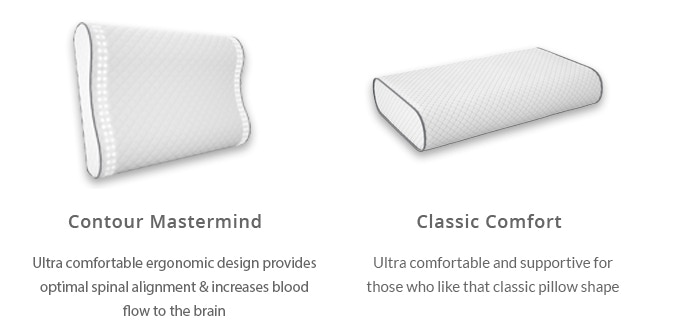 Contour Mastermind
Ultra comfortable ergonomic design provides
optimal spinal alignment & increases blood
flow to the brain
Classic Comfort
Ultra comfortable and supportive for
those who like that classic pillow shape